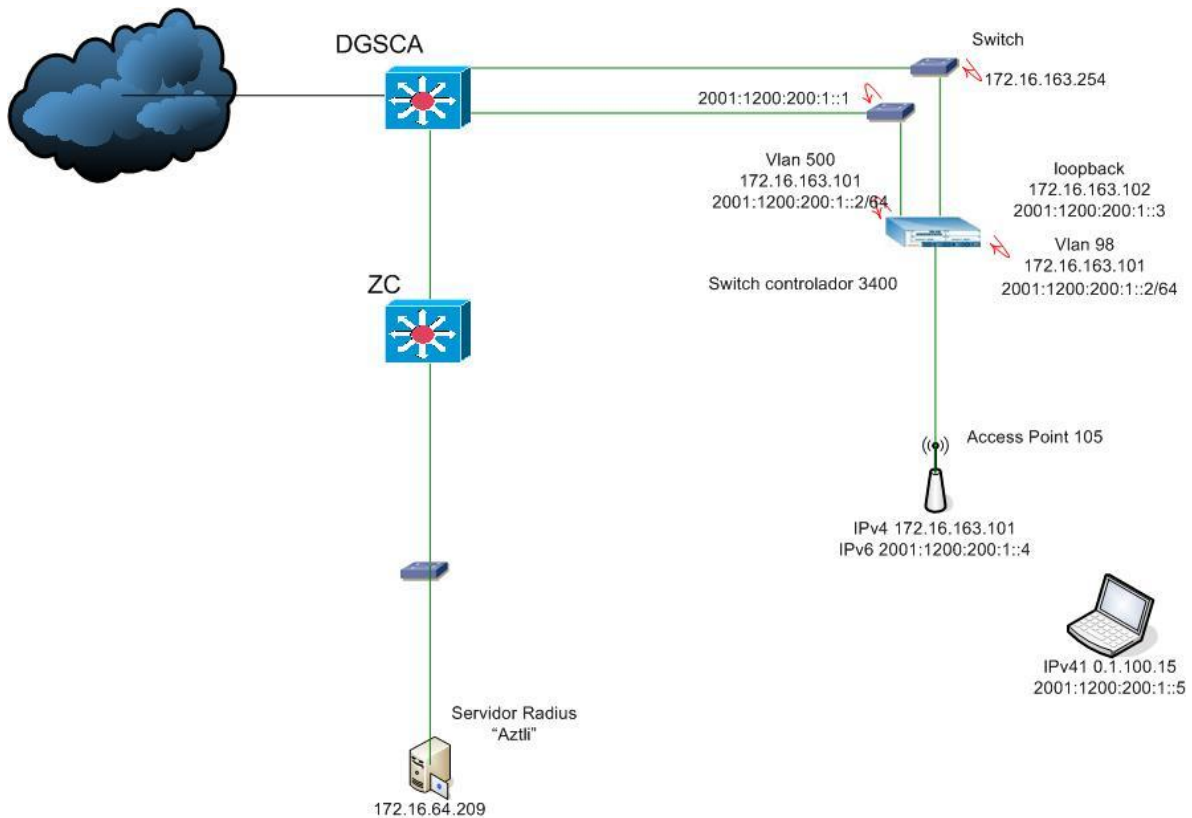 DGSCA
Switch
172.16.163.254
2001:1200:200:1::1
Vlan 500
172.16.163.101
2001:1200:200:1::2/64
loopback
172.16.163.102
2001:1200:200:1::3
Vlan 98
172.16.163.101
2001:1200:200:1::2/64
Switch controlador 3400
ZC
Access Point 105
IPv4 172.16.163.101
IPv6 2001:1200:200:1::4
IPv41 0.1.100.15
2001:1200:200:1::5
Servidor Radius
“Aztli”
172.16.64.209